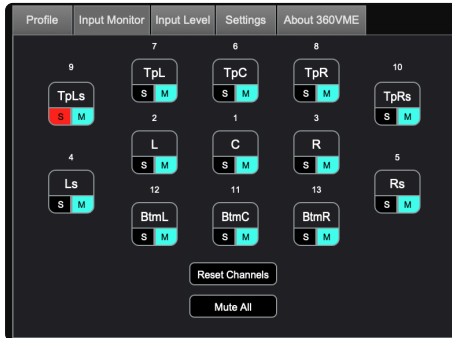 Profile Input Monitor Input Level Settings About 360VME
7 6 8
9 10
TpL TpC TpR
S M S M S M
TpLs TpRs
S M S M
2 1 3
L C R
4 5
S M S M S M
Ls Rs
12 11 13
S M S M
BtmL BtmC BtmR
S M S M S M
Reset Channels
Mute All